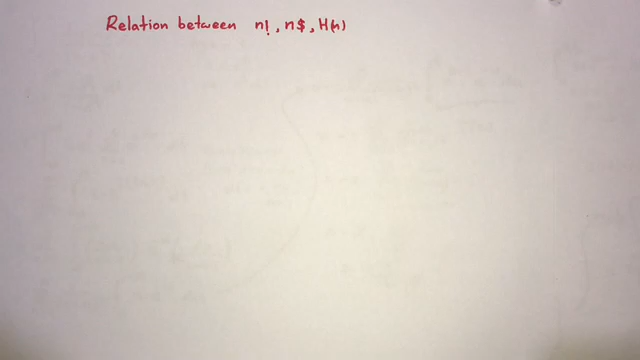 Relation between n!, n$, H(n)